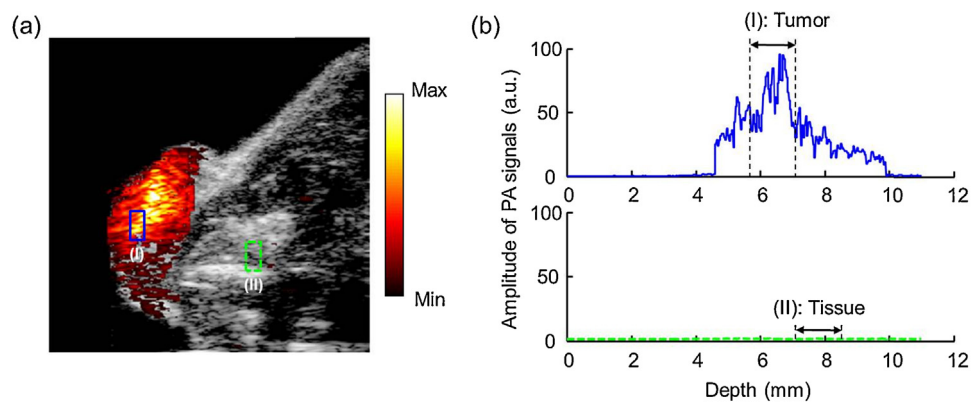 (a)
Max
Min
(I)
(II)
(b)
(I): Tumor
Amplitude of PA signals (a.u.)
100
50
0
0 2 4 6 8 10 12
(II): Tissue
100
50
0
0 2 4 6 8 10 12
Depth (mm)